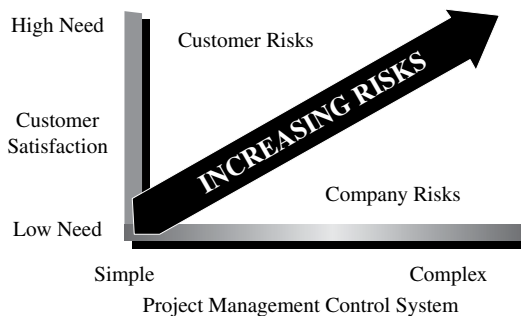 High Need
Customer Risks
Customer
Satisfaction
INCREASING RISKS
Company Risks
Low Need
Simple
Complex
Project Management Control System